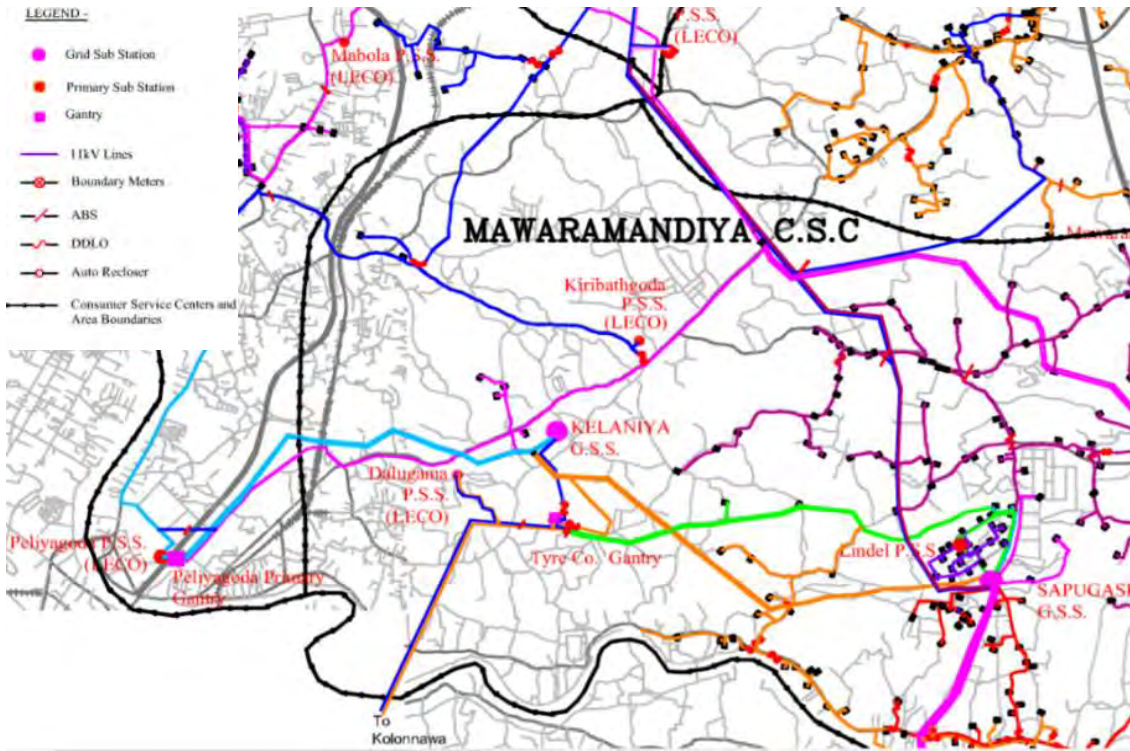 LEGEND -
Grid Sub Station
Primary Sub Station
Gantry
11kV Lines
Boundary Meters
ABS
DDLO
Auto Recloser
Consumer Service Centers and
Area Boundaries
P.S.S.
(LECO)
Mabola P.S.S.
(LECO)
MAWARAMANDIYA C.S.C
Kiribathgoda
P.S.S.
(LECO)
KELANIYA
G.S.S.
Dalugama
P.S.S.
(LECO)
Tyre Co. Gantry
Lindel P.S.S.
Peliyagoda P.S.S.
(LECO)
Peliyagoda Primary
Gantry
SAPUGASK
G.S.S.
To
Kolonnawa